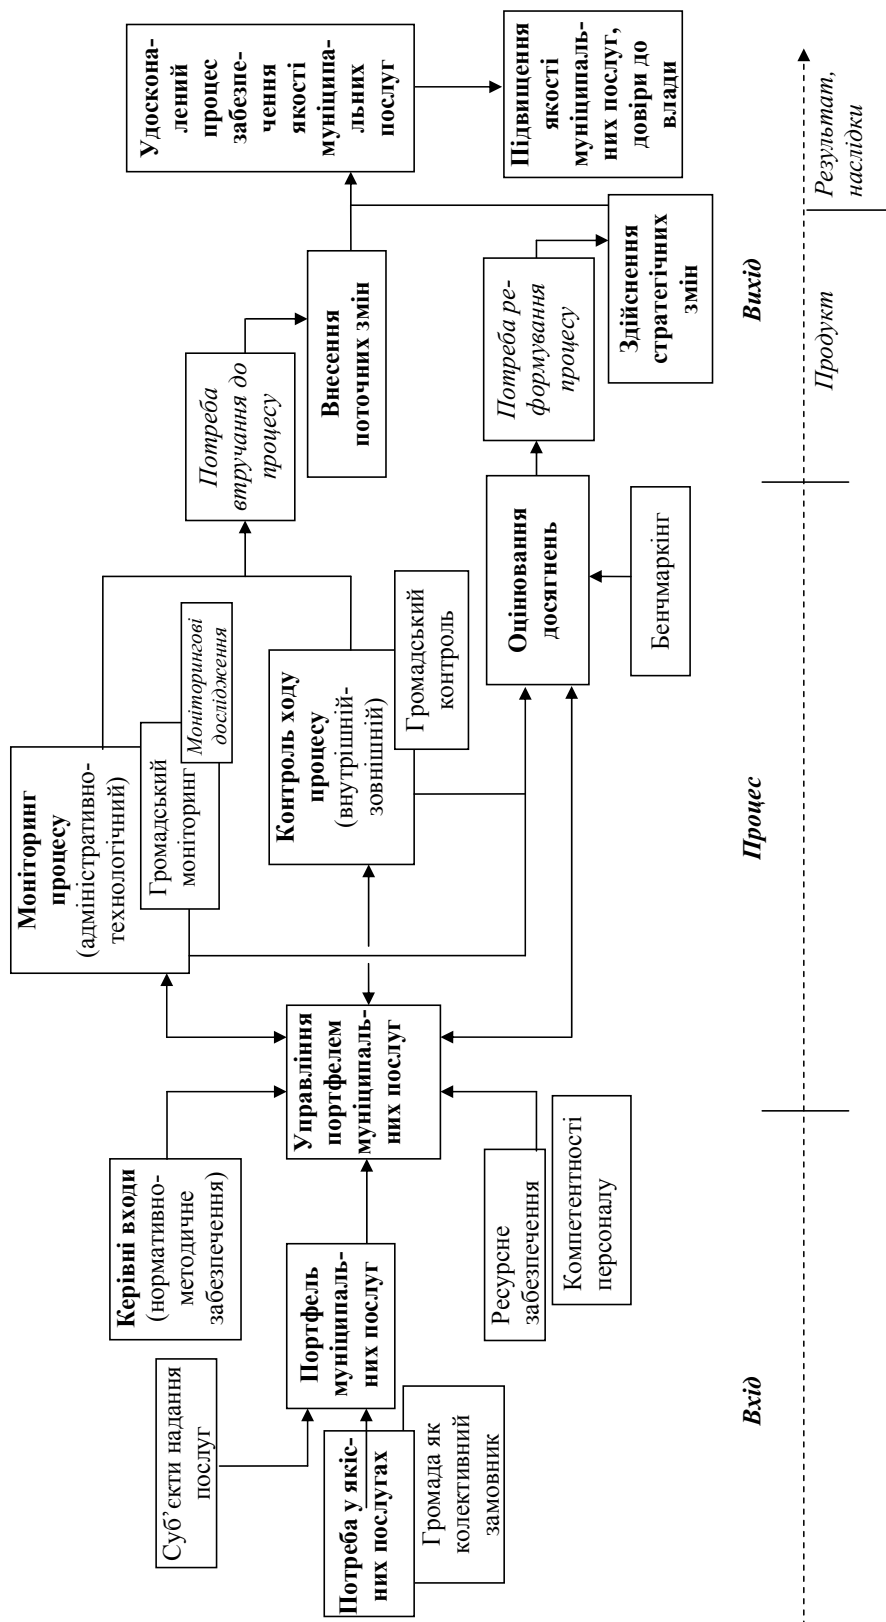 Суб’єкти надання
послуг
Потреба у якіс-
них послугах
Громада як
колективний
замовник
Керівні входи
(нормативно-
методичне
забезпечення)
Портфель
муніципаль-
них послуг
Ресурсне
забезпечення
Компетентності
персоналу
Управління
портфелем
муніципаль-
них послуг
Моніторинг
процесу
(адміністративно-
технологічний)
Громадський
моніторинг
Моніторингові
дослідження
Контроль ходу
процесу
(внутрішній-
зовнішній)
Громадський
контроль
Оцінювання
досягнень
Бенчмаркінг
Потреба
втручання до
процесу
Внесення
поточних змін
Потреба ре-
формування
процесу
Здійснення
стратегічних
змін
Удоскона-
лений
процес
забезпе-
чення
якості
муніципа-
льних
послуг
Підвищення
якості
муніципаль-
них послуг,
довіри до
влади
Вхід
Процес
Вихід
Продукт
Результат,
наслідки